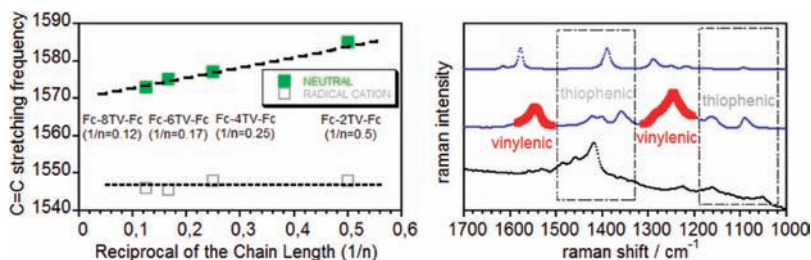 C=C stretching frequency
1590
1580
1570
1560
1550
1540
NEUTRAL
RADICAL CATION
Fc-8TV-Fc Fc-6TV-Fc Fc-4TV-Fc Fc-2TV-Fc
(1/n=0.12) (1/n=0.17) (1/n=0.25) (1/n=0.5)
0 0,1 0,2 0,3 0,4 0,5 0,6
Reciprocal of the Chain Length (1/n)
raman intensity
thiophenic
thiophenic
vinylenic
vinylenic
1700 1600 1500 1400 1300 1200 1100 1000
raman shift / cm⁻¹